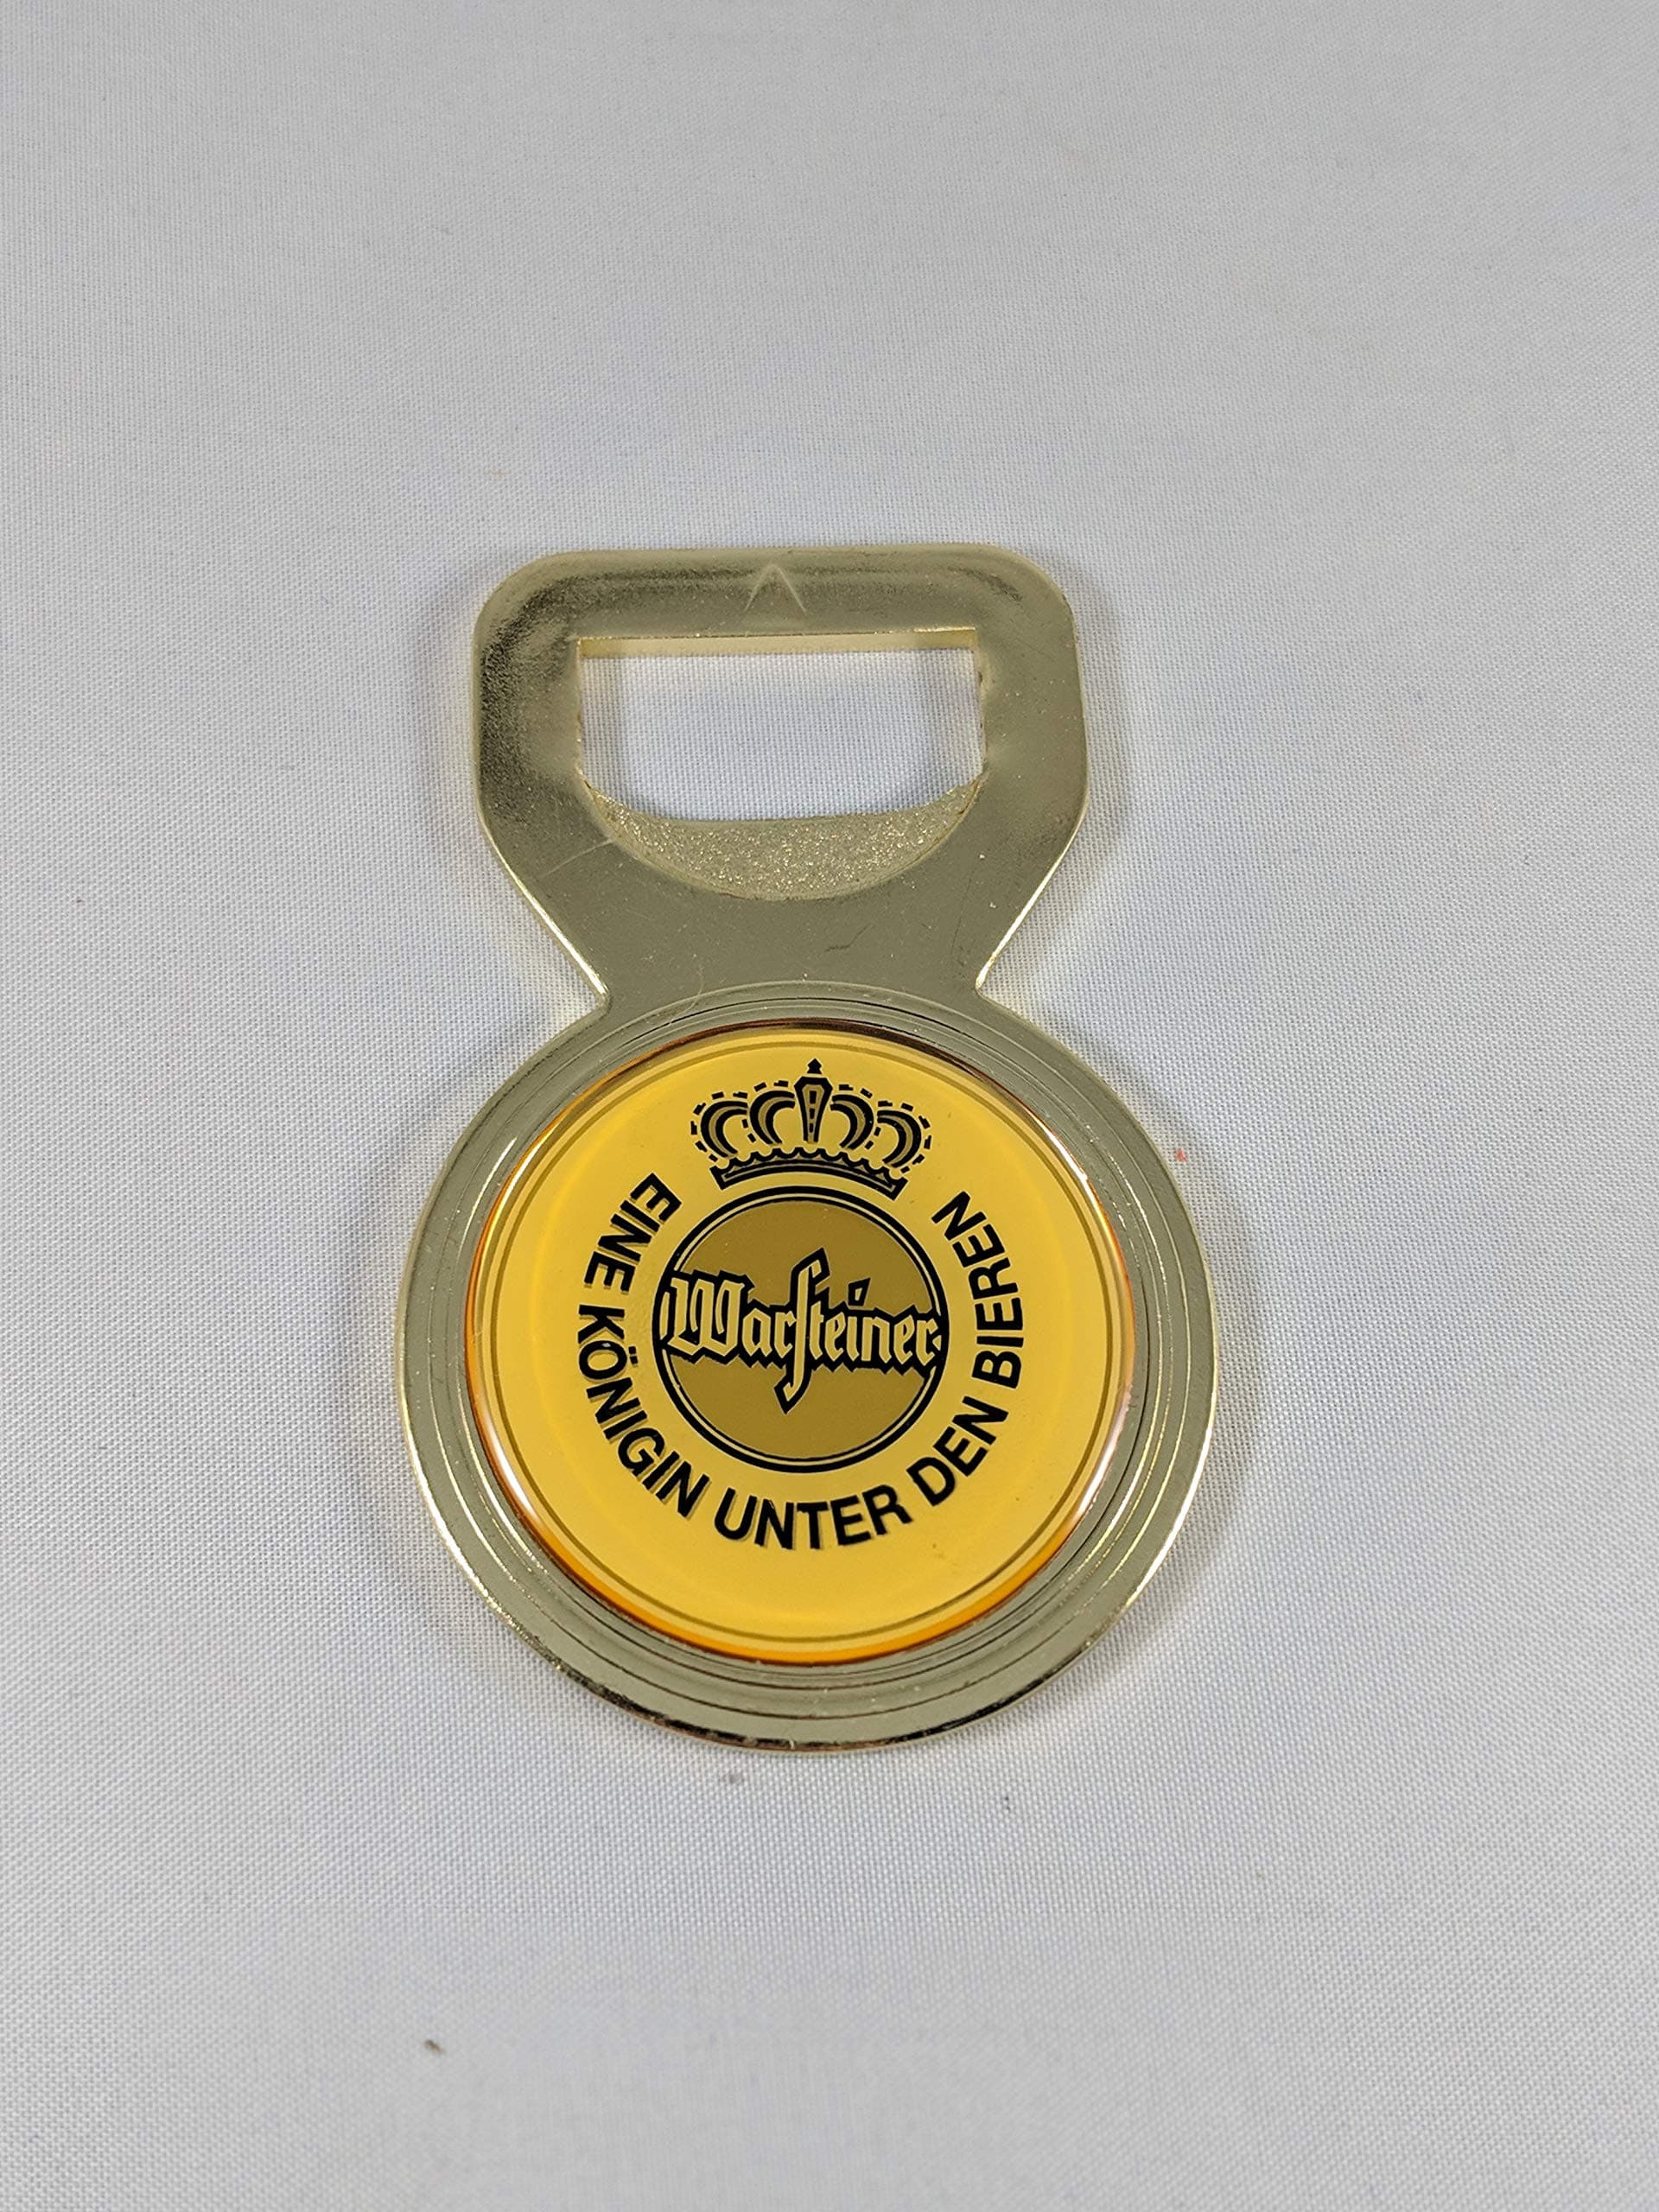 Warsteiner
EINE KÖNIGIN UNTER DEN BIEREN